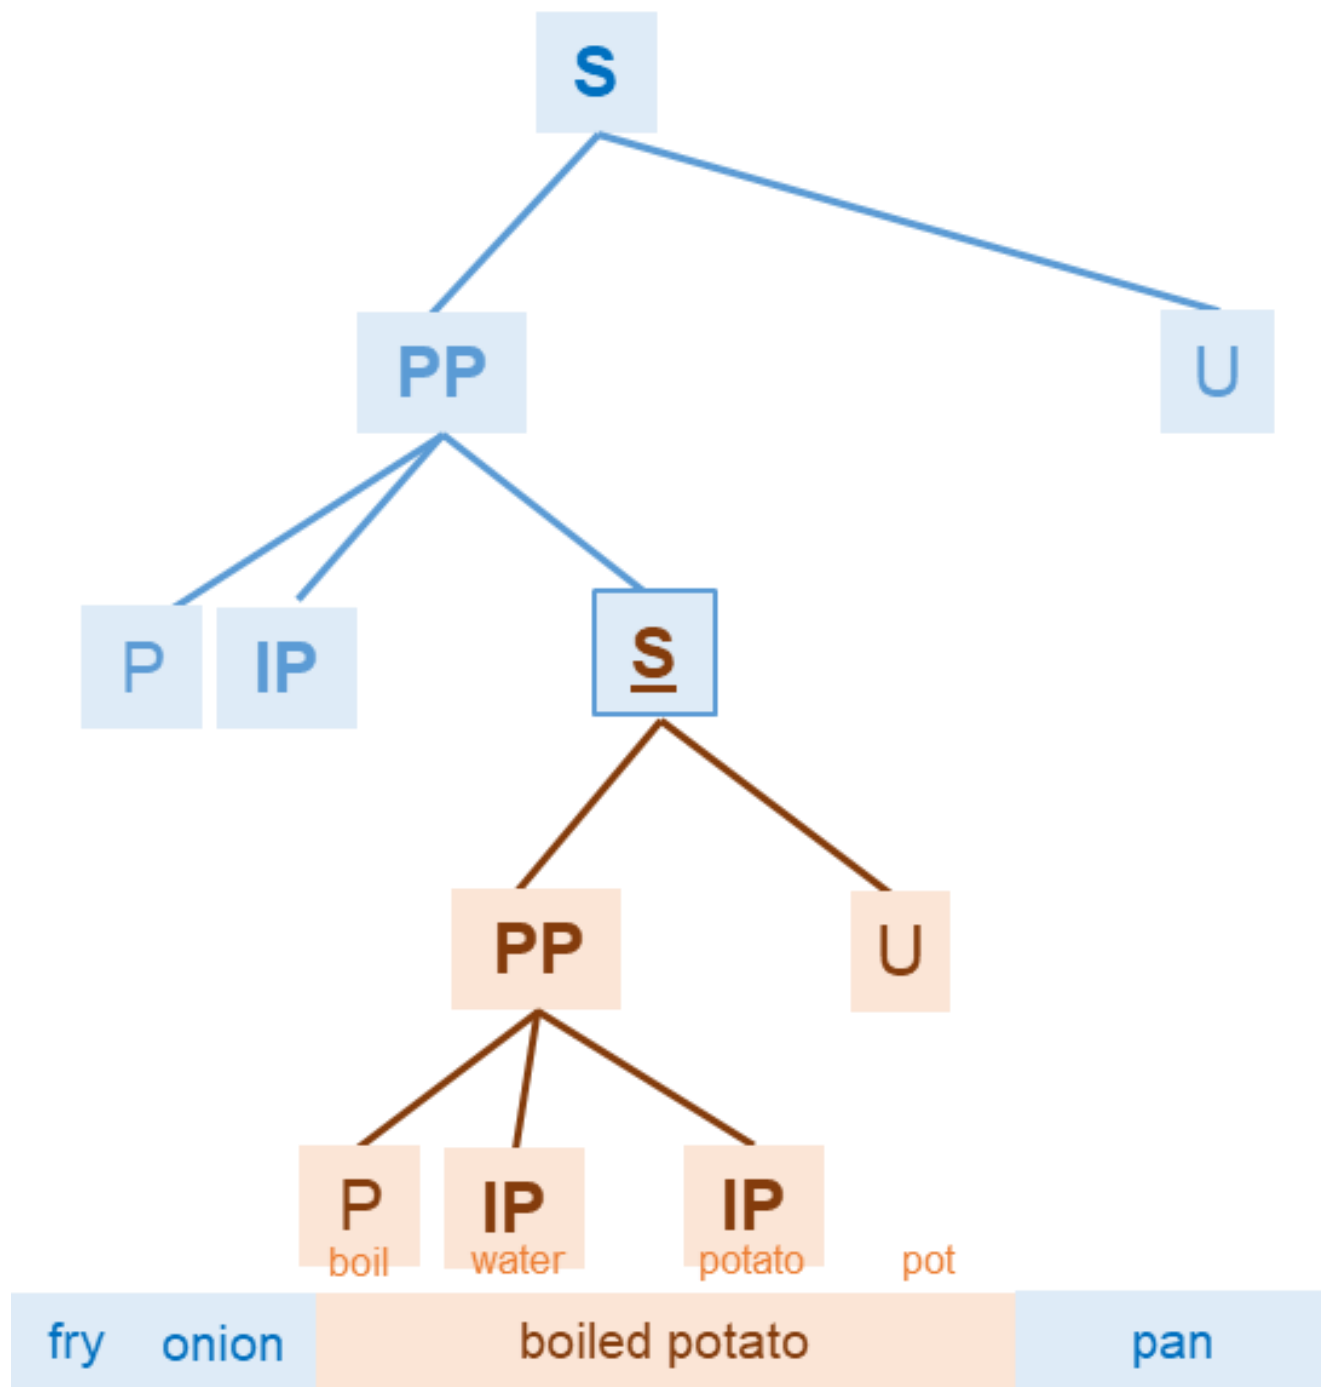 S
PP U
P IP S
PP U
P IP IP
boil water potato pot
fry onion boiled potato pan